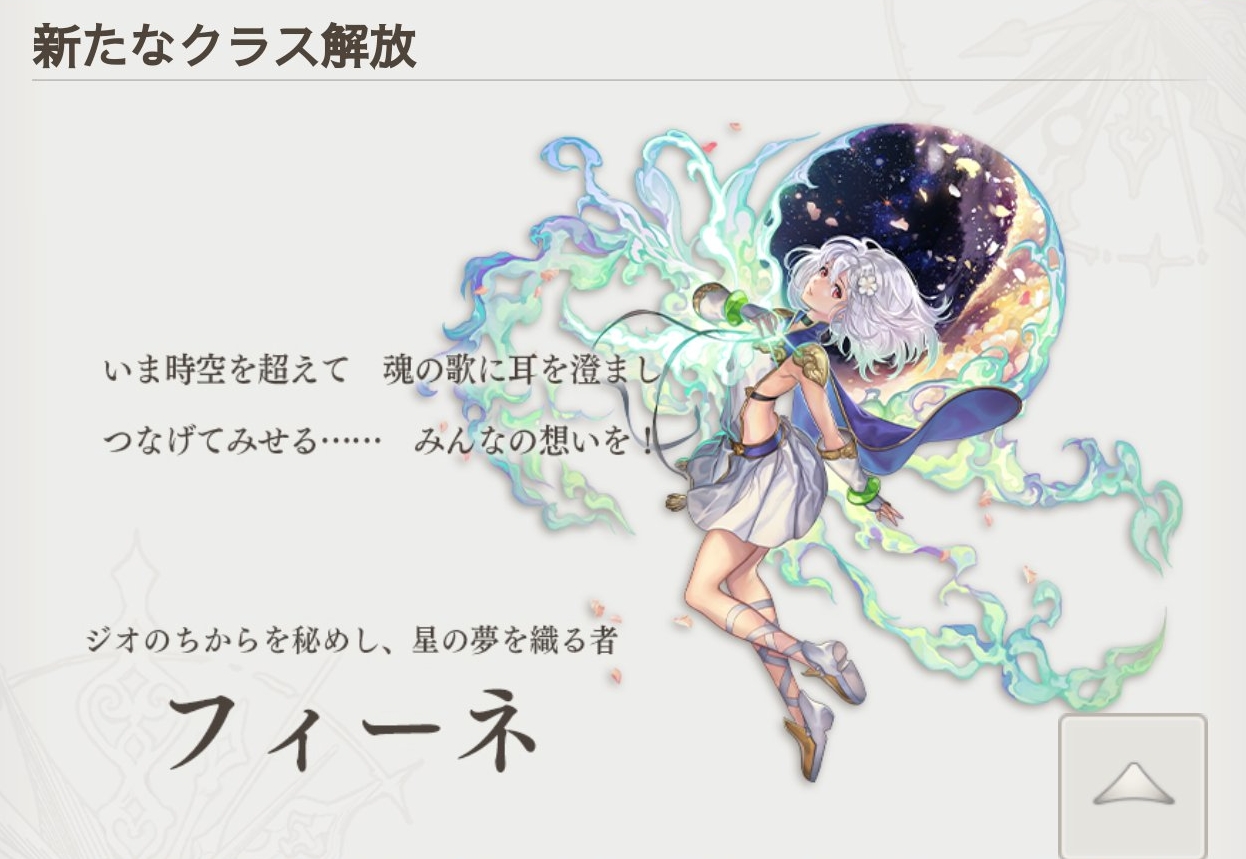 新たなクラス解放
いま時空を超えて　魂の歌に耳を澄まし
つなげてみせる……　みんなの想いを！
ジオのちからを秘めし、星の夢を織る者
フィーネ